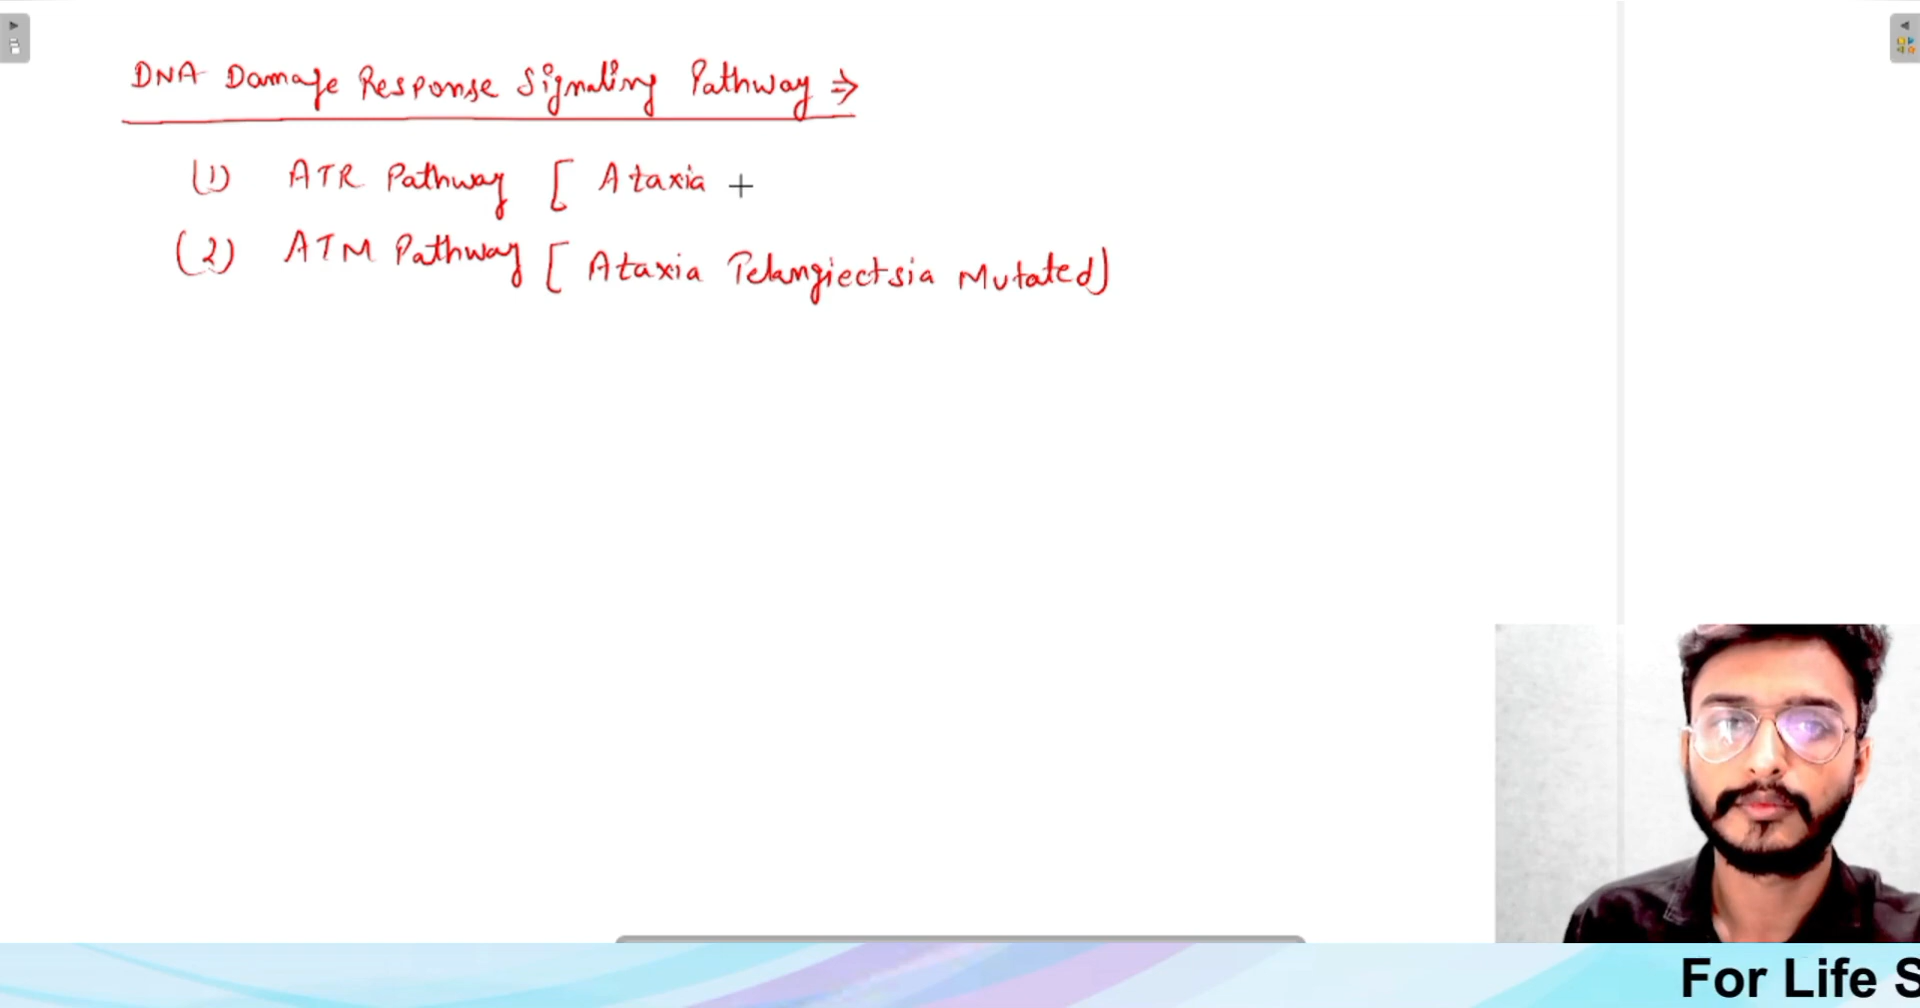 DNA Damage Response Signaling Pathway ⇒
(1) ATR Pathway [ Ataxia
(2) ATM Pathway [ Ataxia Telangiectsia Mutated]
For Life S